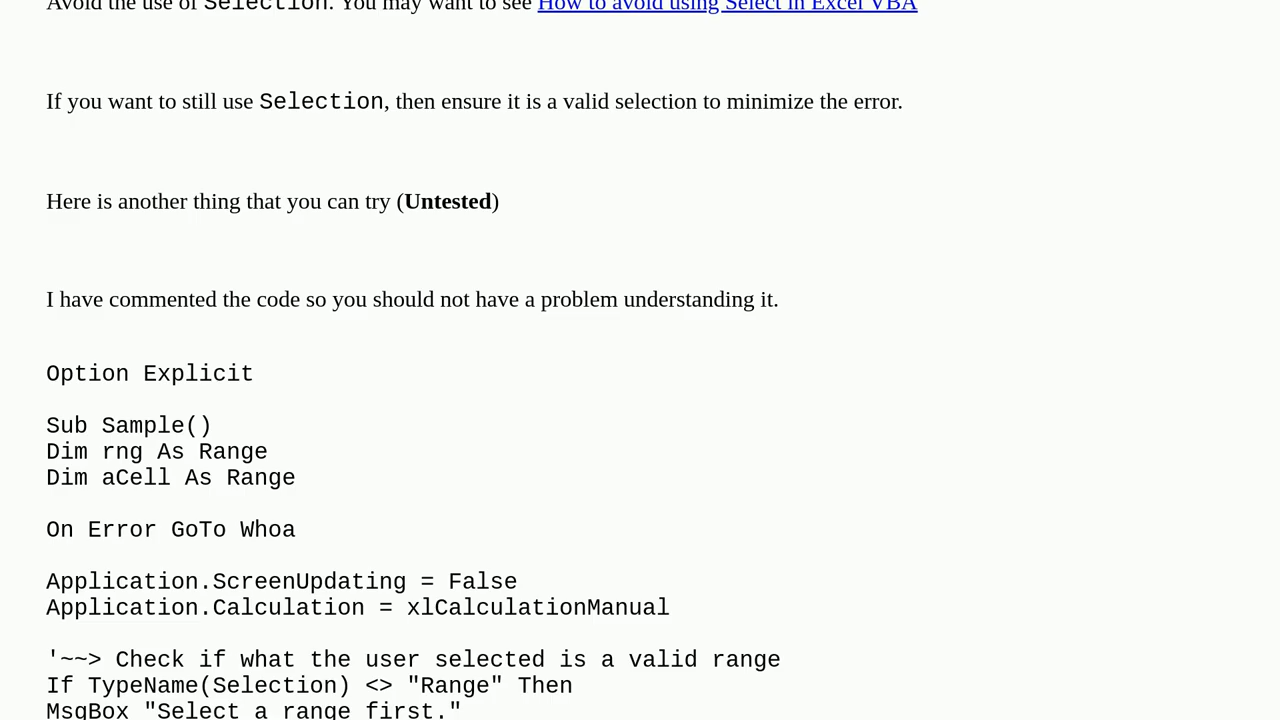 Avoid the use of Selection. You may want to see How to avoid using Select in Excel VBA
If you want to still use Selection, then ensure it is a valid selection to minimize the error.
Here is another thing that you can try (Untested)
I have commented the code so you should not have a problem understanding it.
Option Explicit
Sub Sample()
Dim rng As Range
Dim aCell As Range
On Error GoTo Whoa
Application.ScreenUpdating = False
Application.Calculation = xlCalculationManual
'~~> Check if what the user selected is a valid range
If TypeName(Selection) <> "Range" Then
MsgBox "Select a range first."